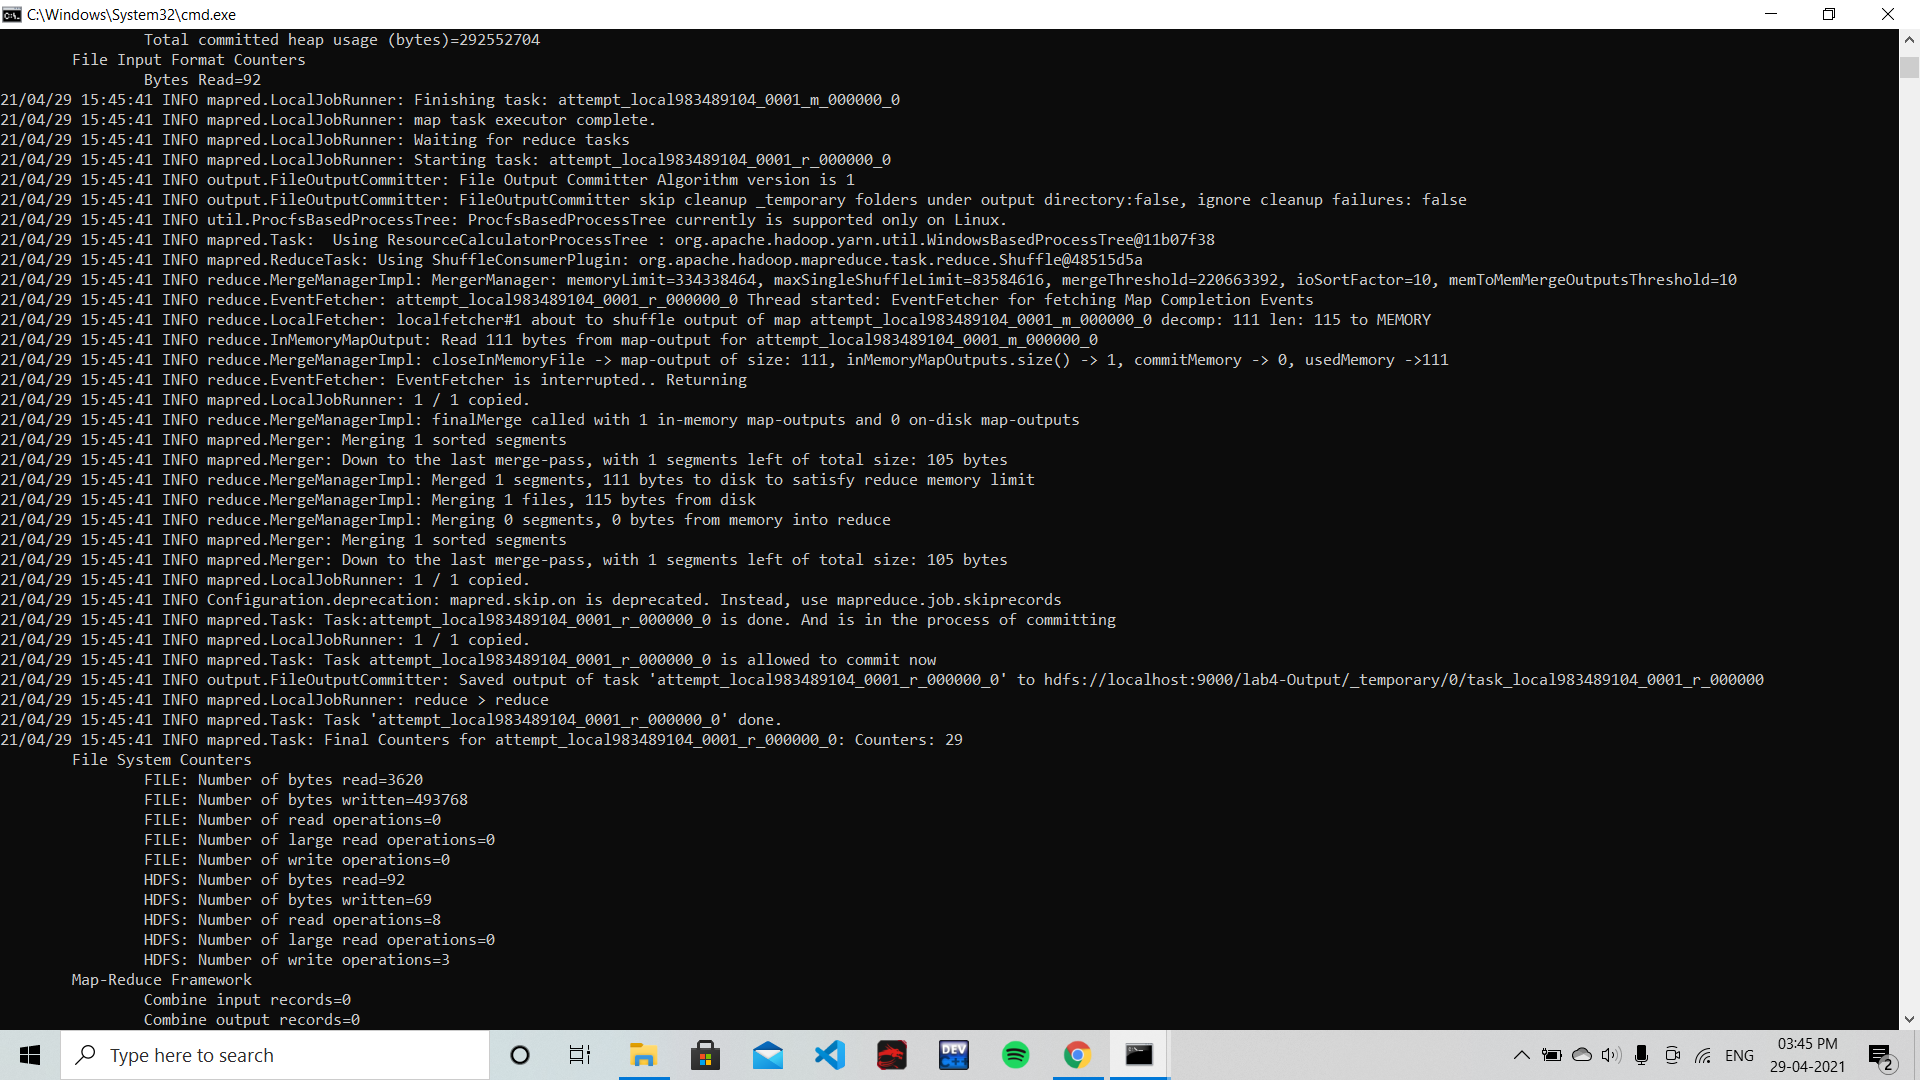 C:\Windows\System32\cmd.exe
Total committed heap usage (bytes)=292552704
File Input Format Counters
Bytes Read=92
21/04/29 15:45:41 INFO mapred.LocalJobRunner: Finishing task: attempt_local983489104_0001_m_000000_0
21/04/29 15:45:41 INFO mapred.LocalJobRunner: map task executor complete.
21/04/29 15:45:41 INFO mapred.LocalJobRunner: Waiting for reduce tasks
21/04/29 15:45:41 INFO mapred.LocalJobRunner: Starting task: attempt_local983489104_0001_r_000000_0
21/04/29 15:45:41 INFO output.FileOutputCommitter: File Output Committer Algorithm version is 1
21/04/29 15:45:41 INFO output.FileOutputCommitter: FileOutputCommitter skip cleanup _temporary folders under output directory:false, ignore cleanup failures: false
21/04/29 15:45:41 INFO util.ProcfsBasedProcessTree: ProcfsBasedProcessTree currently is supported only on Linux.
21/04/29 15:45:41 INFO mapred.Task:  Using ResourceCalculatorProcessTree : org.apache.hadoop.yarn.util.WindowsBasedProcessTree@11b07f38
21/04/29 15:45:41 INFO mapred.ReduceTask: Using ShuffleConsumerPlugin: org.apache.hadoop.mapreduce.task.reduce.Shuffle@48515d5a
21/04/29 15:45:41 INFO reduce.MergeManagerImpl: MergerManager: memoryLimit=334338464, maxSingleShuffleLimit=83584616, mergeThreshold=220663392, ioSortFactor=10, memToMemMergeOutputsThreshold=10
21/04/29 15:45:41 INFO reduce.EventFetcher: attempt_local983489104_0001_r_000000_0 Thread started: EventFetcher for fetching Map Completion Events
21/04/29 15:45:41 INFO reduce.LocalFetcher: localfetcher#1 about to shuffle output of map attempt_local983489104_0001_m_000000_0 decomp: 111 len: 115 to MEMORY
21/04/29 15:45:41 INFO reduce.InMemoryMapOutput: Read 111 bytes from map-output for attempt_local983489104_0001_m_000000_0
21/04/29 15:45:41 INFO reduce.MergeManagerImpl: closeInMemoryFile -> map-output of size: 111, inMemoryMapOutputs.size() -> 1, commitMemory -> 0, usedMemory ->111
21/04/29 15:45:41 INFO reduce.EventFetcher: EventFetcher is interrupted.. Returning
21/04/29 15:45:41 INFO mapred.LocalJobRunner: 1 / 1 copied.
21/04/29 15:45:41 INFO reduce.MergeManagerImpl: finalMerge called with 1 in-memory map-outputs and 0 on-disk map-outputs
21/04/29 15:45:41 INFO mapred.Merger: Merging 1 sorted segments
21/04/29 15:45:41 INFO mapred.Merger: Down to the last merge-pass, with 1 segments left of total size: 105 bytes
21/04/29 15:45:41 INFO reduce.MergeManagerImpl: Merged 1 segments, 111 bytes to disk to satisfy reduce memory limit
21/04/29 15:45:41 INFO reduce.MergeManagerImpl: Merging 1 files, 115 bytes from disk
21/04/29 15:45:41 INFO reduce.MergeManagerImpl: Merging 0 segments, 0 bytes from memory into reduce
21/04/29 15:45:41 INFO mapred.Merger: Merging 1 sorted segments
21/04/29 15:45:41 INFO mapred.Merger: Down to the last merge-pass, with 1 segments left of total size: 105 bytes
21/04/29 15:45:41 INFO mapred.LocalJobRunner: 1 / 1 copied.
21/04/29 15:45:41 INFO Configuration.deprecation: mapred.skip.on is deprecated. Instead, use mapreduce.job.skiprecords
21/04/29 15:45:41 INFO mapred.Task: Task:attempt_local983489104_0001_r_000000_0 is done. And is in the process of committing
21/04/29 15:45:41 INFO mapred.LocalJobRunner: 1 / 1 copied.
21/04/29 15:45:41 INFO mapred.Task: Task attempt_local983489104_0001_r_000000_0 is allowed to commit now
21/04/29 15:45:41 INFO output.FileOutputCommitter: Saved output of task 'attempt_local983489104_0001_r_000000_0' to hdfs://localhost:9000/lab4-Output/_temporary/0/task_local983489104_0001_r_000000
21/04/29 15:45:41 INFO mapred.LocalJobRunner: reduce > reduce
21/04/29 15:45:41 INFO mapred.Task: Task 'attempt_local983489104_0001_r_000000_0' done.
21/04/29 15:45:41 INFO mapred.Task: Final Counters for attempt_local983489104_0001_r_000000_0: Counters: 29
File System Counters
FILE: Number of bytes read=3620
FILE: Number of bytes written=493768
FILE: Number of read operations=0
FILE: Number of large read operations=0
FILE: Number of write operations=0
HDFS: Number of bytes read=92
HDFS: Number of bytes written=69
HDFS: Number of read operations=8
HDFS: Number of large read operations=0
HDFS: Number of write operations=3
Map-Reduce Framework
Combine input records=0
Combine output records=0
Type here to search
DEV C++
ENG
03:45 PM
29-04-2021
2